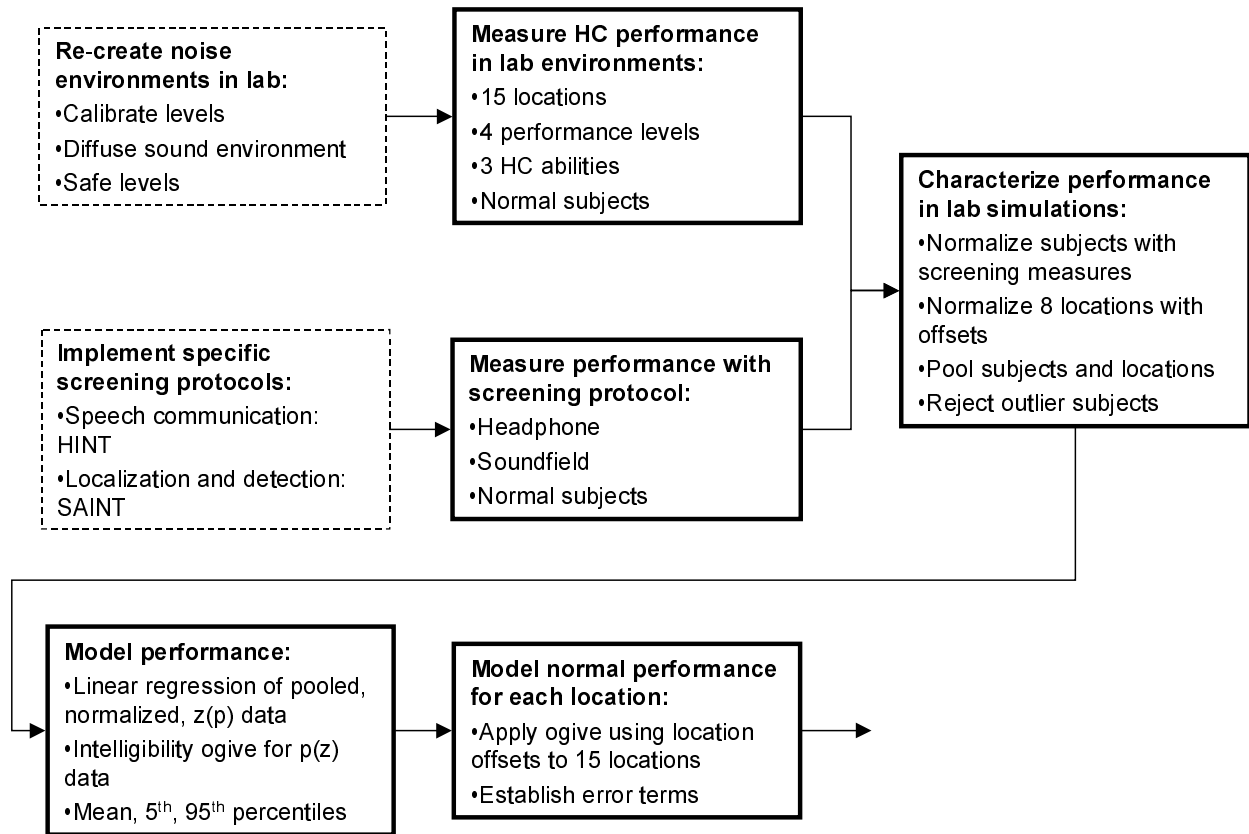 Re-create noise
environments in lab:
•Calibrate levels
•Diffuse sound environment
•Safe levels
Measure HC performance
in lab environments:
•15 locations
•4 performance levels
•3 HC abilities
•Normal subjects
Implement specific
screening protocols:
•Speech communication:
HINT
•Localization and detection:
SAINT
Measure performance with
screening protocol:
•Headphone
•Soundfield
•Normal subjects
Characterize performance
in lab simulations:
•Normalize subjects with
screening measures
•Normalize 8 locations with
offsets
•Pool subjects and locations
•Reject outlier subjects
Model performance:
•Linear regression of pooled,
normalized, z(p) data
•Intelligibility ogive for p(z)
data
•Mean, 5th, 95th percentiles
Model normal performance
for each location:
•Apply ogive using location
offsets to 15 locations
•Establish error terms